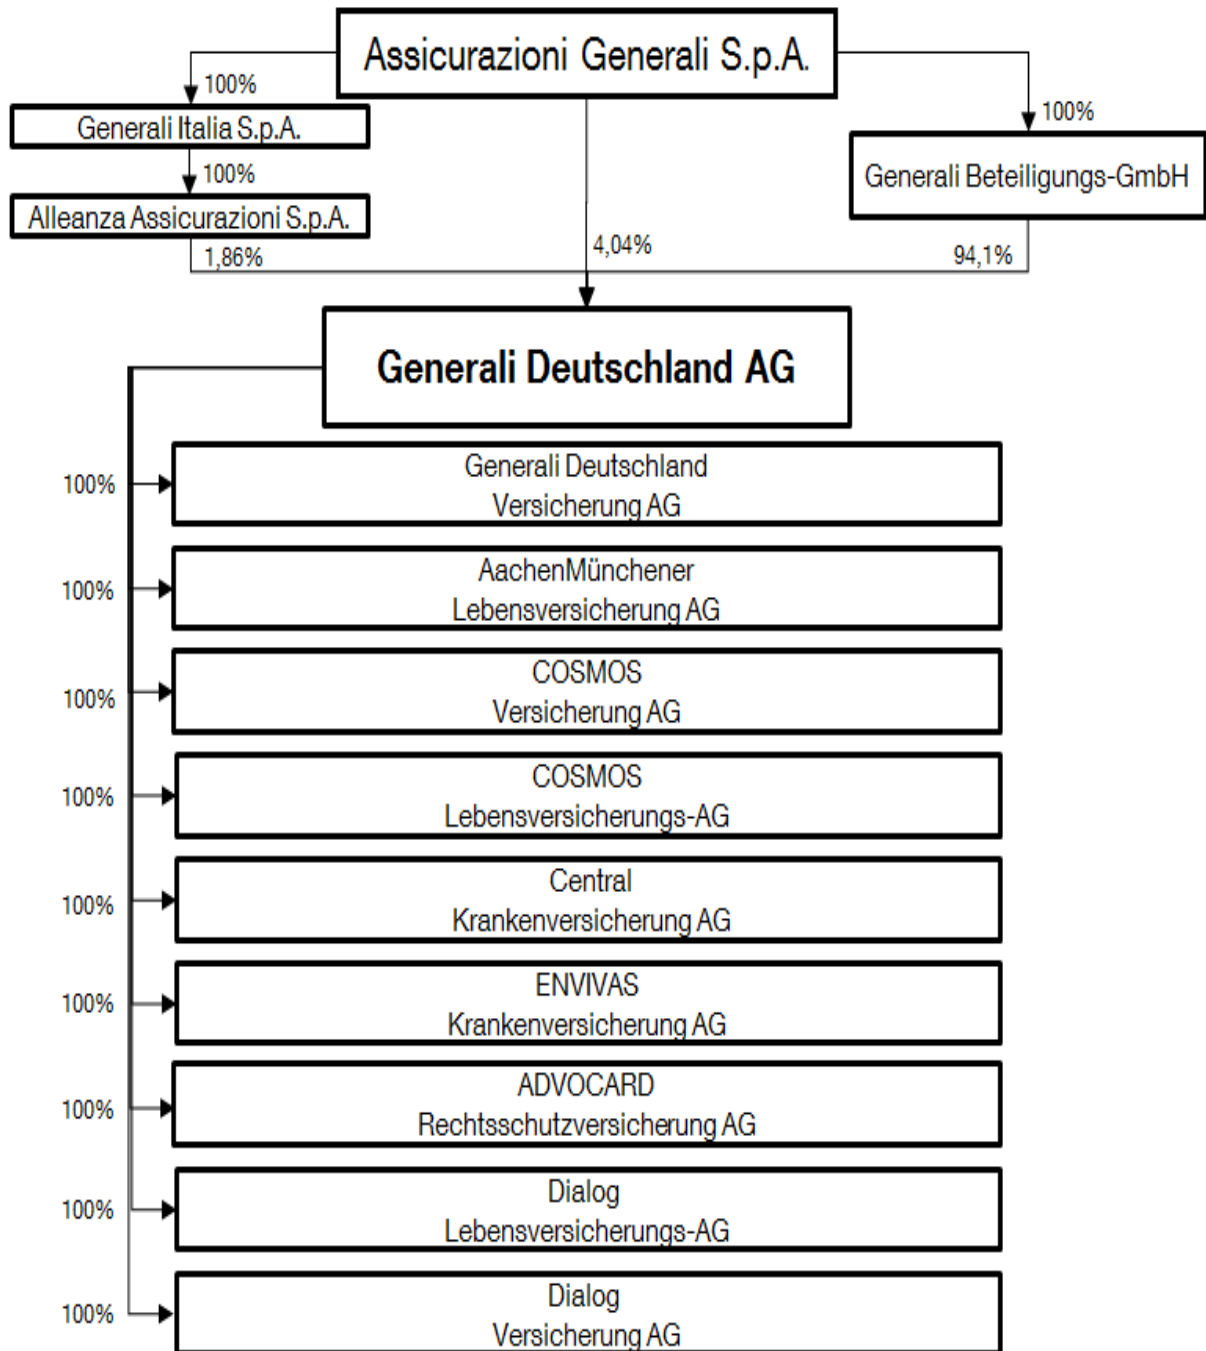 Assicurazioni Generali S.p.A.
100%
100%
Generali Italia S.p.A.
Generali Beteiligungs-GmbH
100%
Alleanza Assicurazioni S.p.A.
1,86%
4,04%
94,1%
Generali Deutschland AG
100%
Generali Deutschland
Versicherung AG
100%
AachenMünchener
Lebensversicherung AG
100%
COSMOS
Versicherung AG
100%
COSMOS
Lebensversicherungs-AG
100%
Central
Krankenversicherung AG
100%
ENVIVAS
Krankenversicherung AG
100%
ADVOCARD
Rechtsschutzversicherung AG
100%
Dialog
Lebensversicherungs-AG
100%
Dialog
Versicherung AG